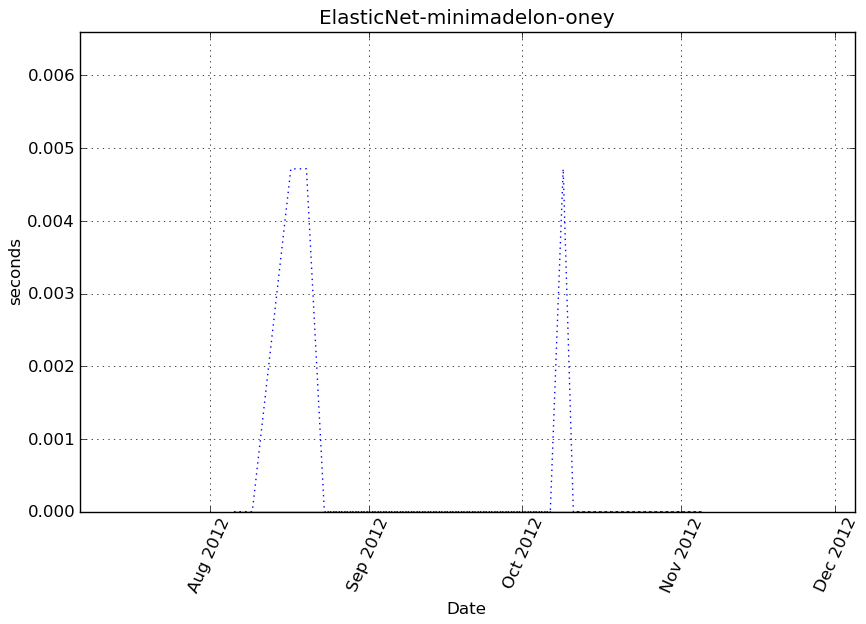 ElasticNet-minimadelon-oney
0.006
0.005
0.004
0.003
0.002
0.001
0.000
seconds
Aug 2012
Sep 2012
Oct 2012
Nov 2012
Dec 2012
Date